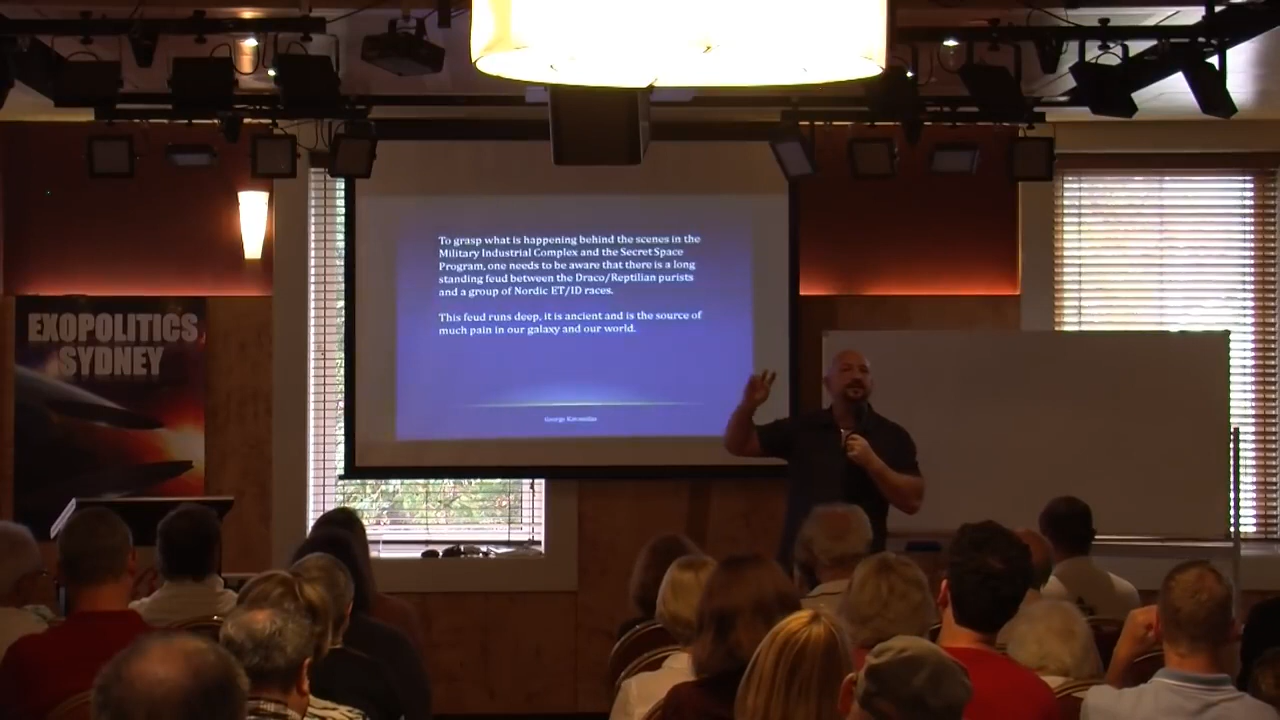 EXOPOLITICS
SYDNEY
To grasp what is happening behind the scenes in the
Military Industrial Complex and the Secret Space
Program, one needs to be aware that there is a long
standing feud between the Draco/Reptilian purists
and a group of Nordic ET/ID races.
This feud runs deep, it is ancient and is the source of
much pain in our galaxy and our world.
George